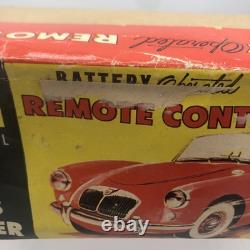 Operated
REMO
BATTERY Operated
REMOTE CONT
L
S
ER